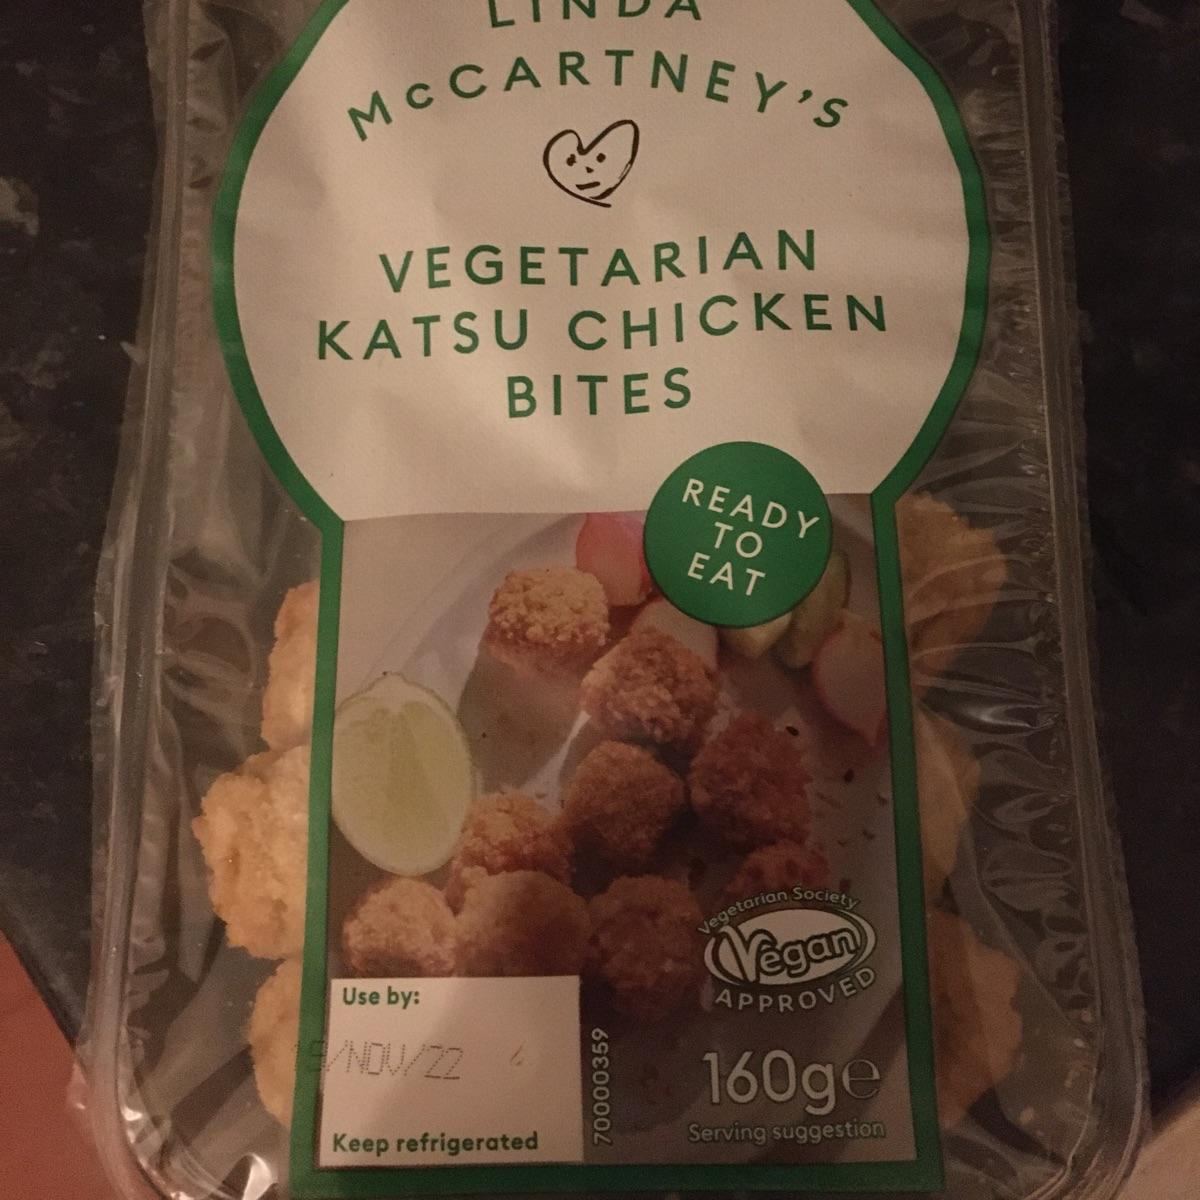 LINDA
McCARTNEY'S
VEGETARIAN
KATSU CHICKEN
BITES
READY
TO
EAT
Vegetarian Society
Vegan
APPROVED
Use by:
/NOV/22
Keep refrigerated
70000359
160g e
Serving suggestion